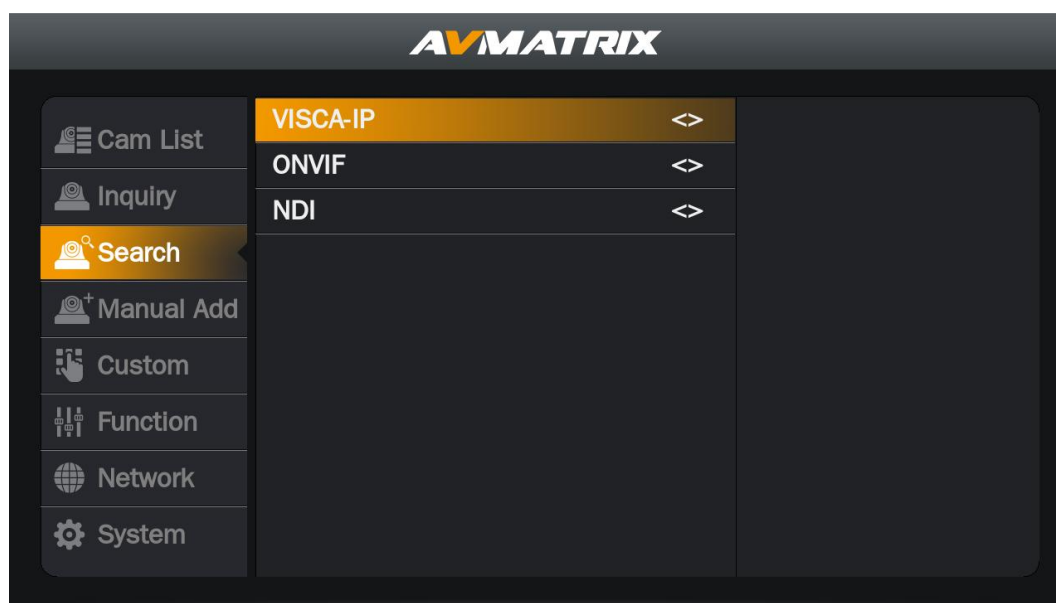 AVMATRIX
Cam List
Inquiry
Search
Manual Add
Custom
Function
Network
System
VISCA-IP <>
ONVIF <>
NDI <>